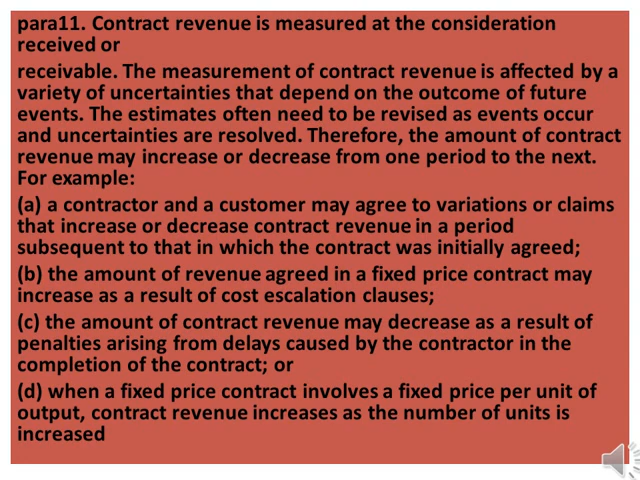 para11. Contract revenue is measured at the consideration
received or
receivable. The measurement of contract revenue is affected by a
variety of uncertainties that depend on the outcome of future
events. The estimates often need to be revised as events occur
and uncertainties are resolved. Therefore, the amount of contract
revenue may increase or decrease from one period to the next.
For example:
(a) a contractor and a customer may agree to variations or claims
that increase or decrease contract revenue in a period
subsequent to that in which the contract was initially agreed;
(b) the amount of revenue agreed in a fixed price contract may
increase as a result of cost escalation clauses;
(c) the amount of contract revenue may decrease as a result of
penalties arising from delays caused by the contractor in the
completion of the contract; or
(d) when a fixed price contract involves a fixed price per unit of
output, contract revenue increases as the number of units is
increased